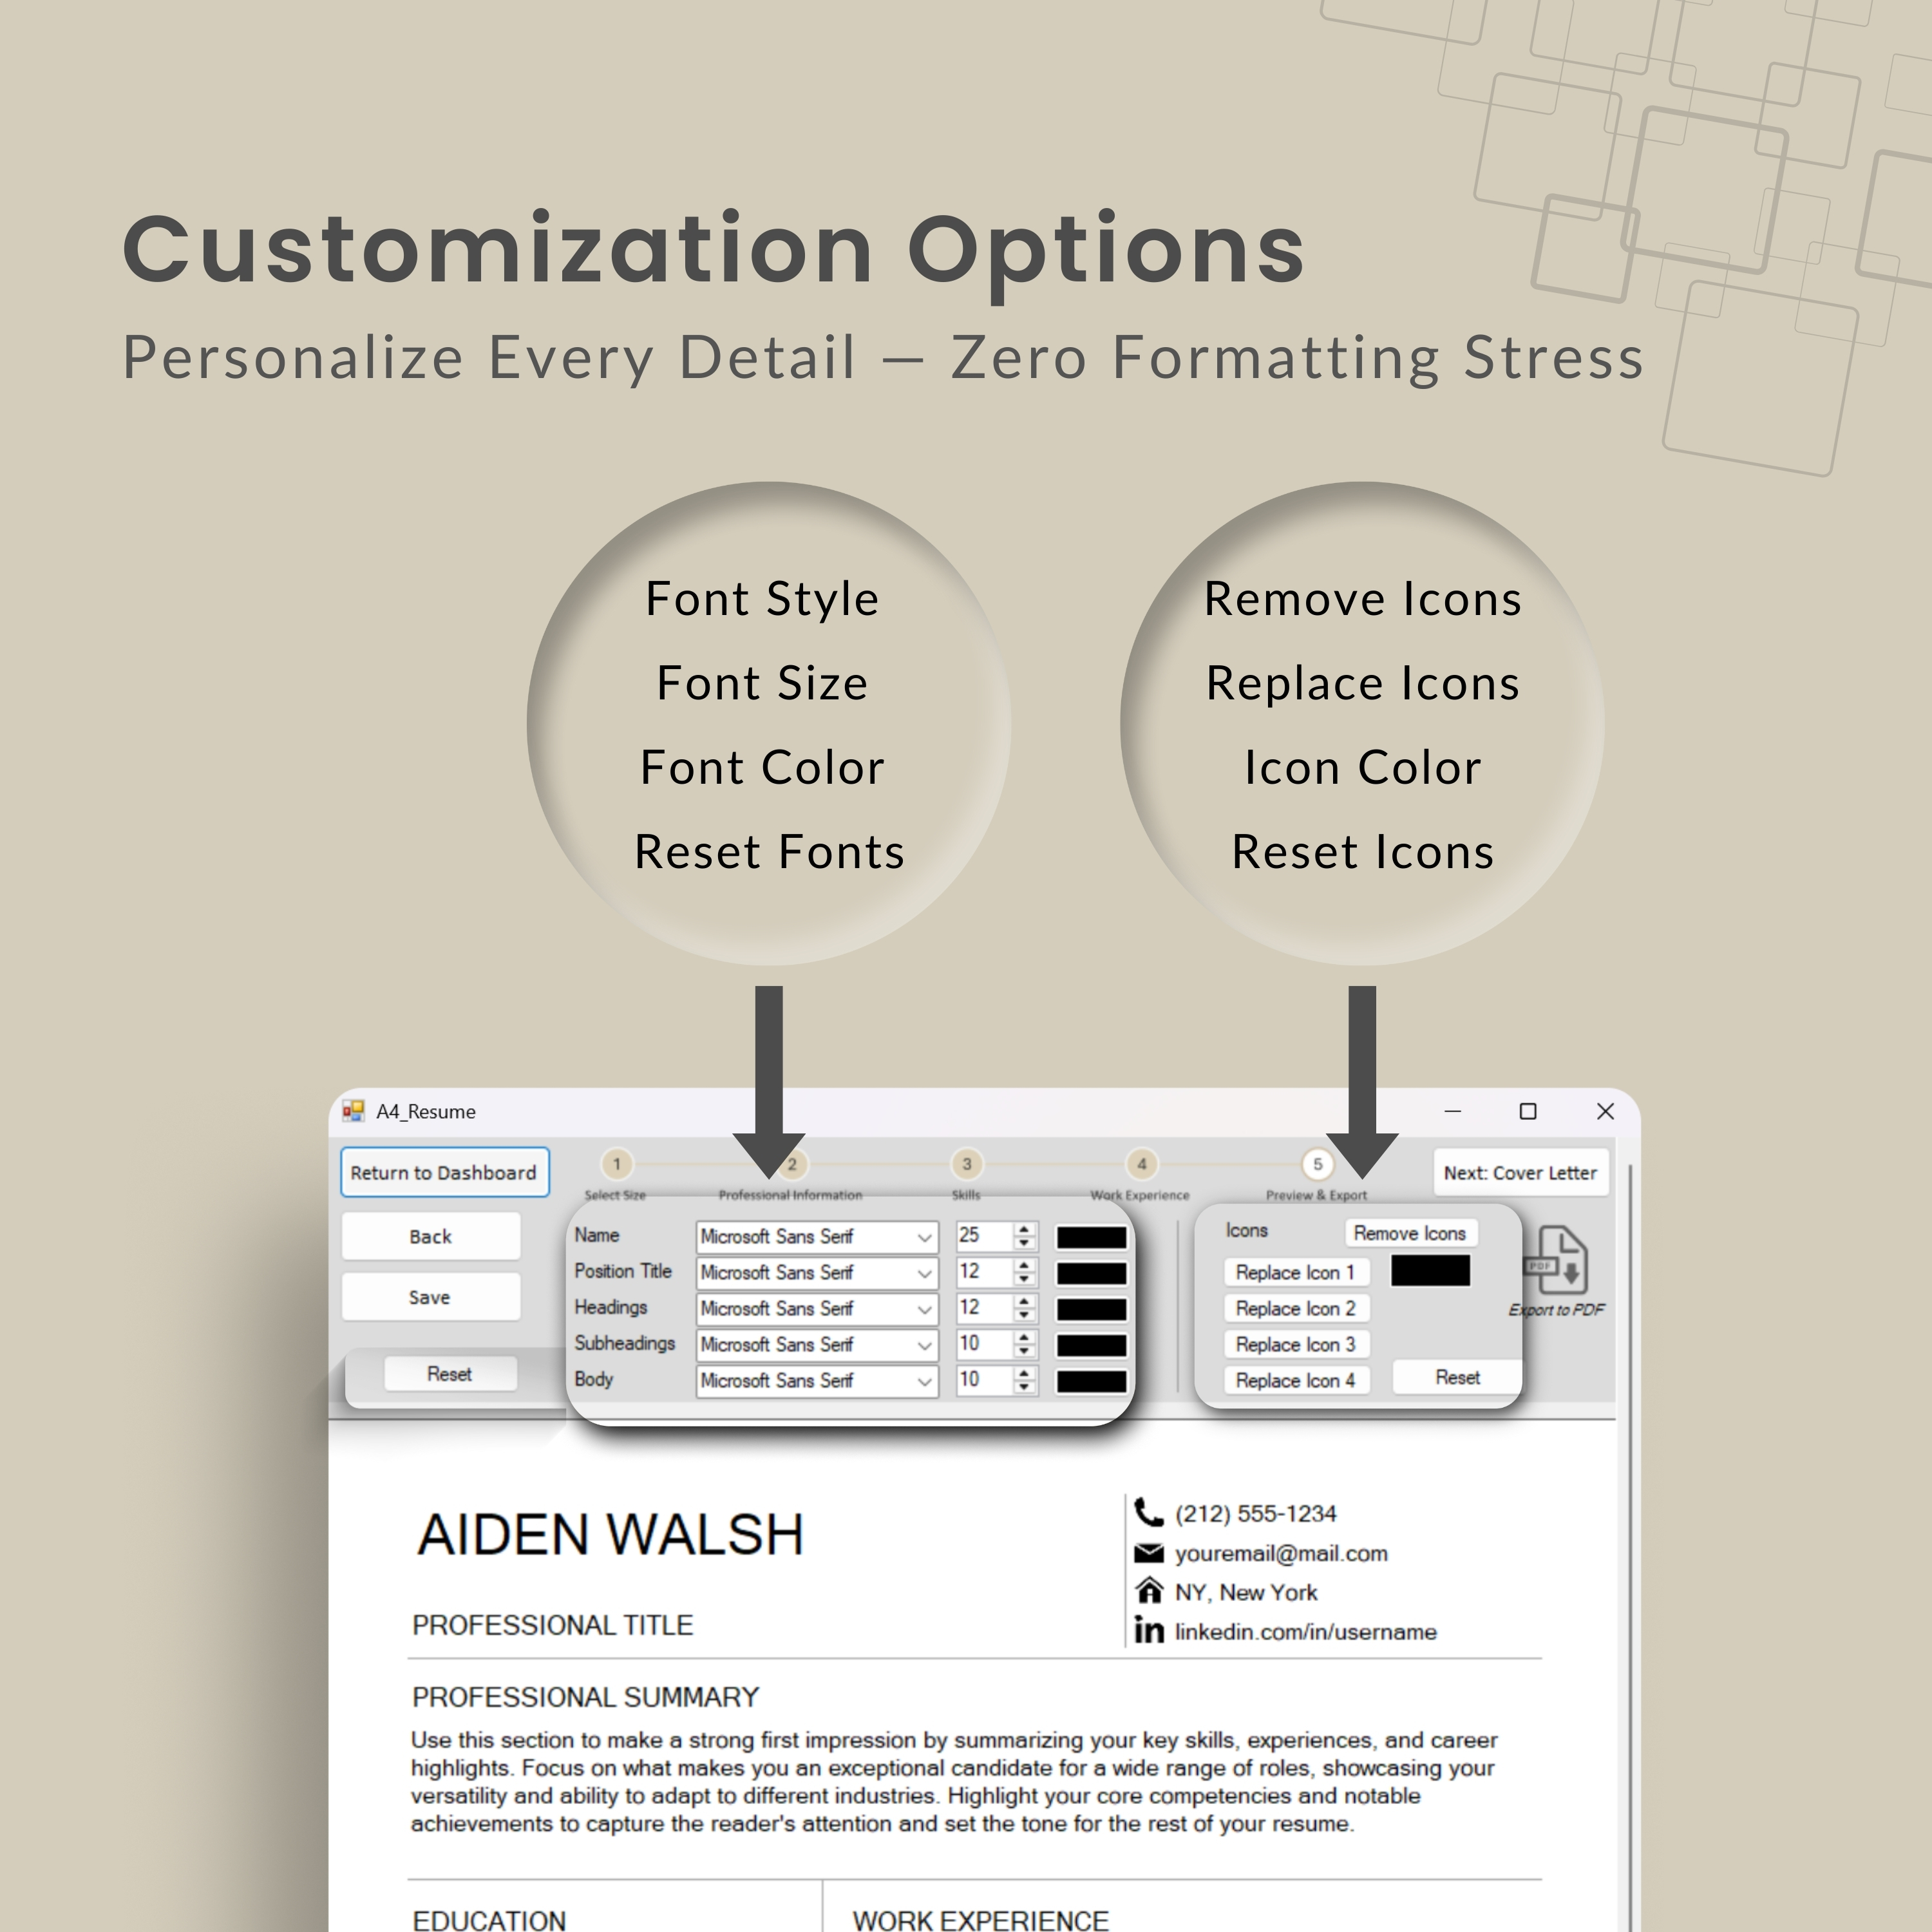 Customization Options
Personalize Every Detail — Zero Formatting Stress
Font Style
Font Size
Font Color
Reset Fonts
Remove Icons
Replace Icons
Icon Color
Reset Icons
A4_Resume
Return to Dashboard
1 2 3 4 5
Select Size Professional Information Skills Work Experience Preview & Export
Next: Cover Letter
Back
Save
Reset
Name Microsoft Sans Serif 25
Position Title Microsoft Sans Serif 12
Headings Microsoft Sans Serif 12
Subheadings Microsoft Sans Serif 10
Body Microsoft Sans Serif 10
Icons Remove Icons
Replace Icon 1
Replace Icon 2
Replace Icon 3
Replace Icon 4 Reset
PDF
Export to PDF
AIDEN WALSH
PROFESSIONAL TITLE
(212) 555-1234
youremail@mail.com
NY, New York
in linkedin.com/in/username
PROFESSIONAL SUMMARY
Use this section to make a strong first impression by summarizing your key skills, experiences, and career
highlights. Focus on what makes you an exceptional candidate for a wide range of roles, showcasing your
versatility and ability to adapt to different industries. Highlight your core competencies and notable
achievements to capture the reader's attention and set the tone for the rest of your resume.
EDUCATION WORK EXPERIENCE